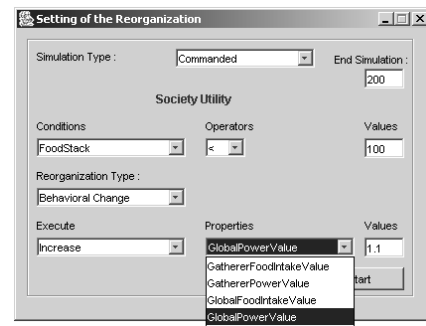 Setting of the Reorganization
Simulation Type :
Commanded
End Simulation :
200
Society Utility
Conditions
Operators
Values
FoodStack
<
100
Reorganization Type :
Behavioral Change
Execute
Properties
Values
Increase
GlobalPowerValue
1.1
GathererFoodIntakeValue
GathererPowerValue
GlobalFoodIntakeValue
GlobalPowerValue